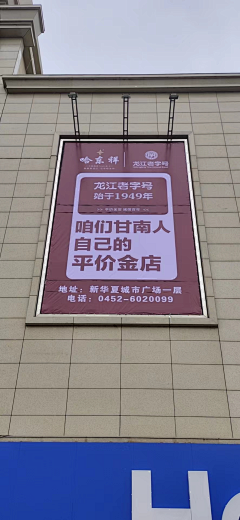 哈东祥
龙江老字号
龙江老字号
始于1949年
咱们甘南人
自己的
平价金店
地址：新华夏城市广场一层
电话：0452-6020099
H